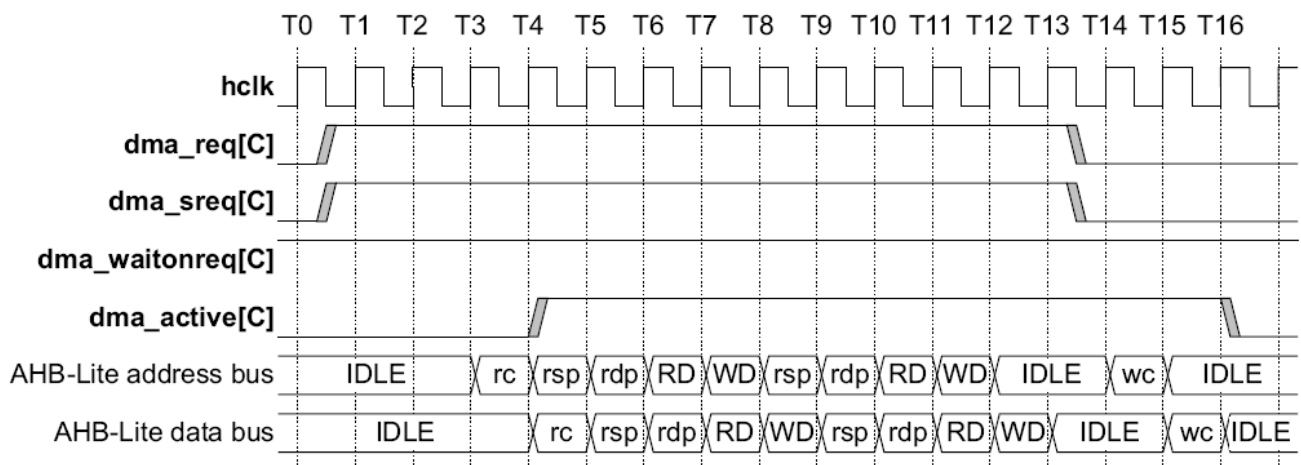 T0 T1 T2 T3 T4 T5 T6 T7 T8 T9 T10 T11 T12 T13 T14 T15 T16
hclk
dma_req[C]
dma_sreq[C]
dma_waitonreq[C]
dma_active[C]
AHB-Lite address bus IDLE rc rsp rdp RD WD rsp rdp RD WD IDLE wc IDLE
AHB-Lite data bus IDLE rc rsp rdp RD WD rsp rdp RD WD IDLE wc IDLE